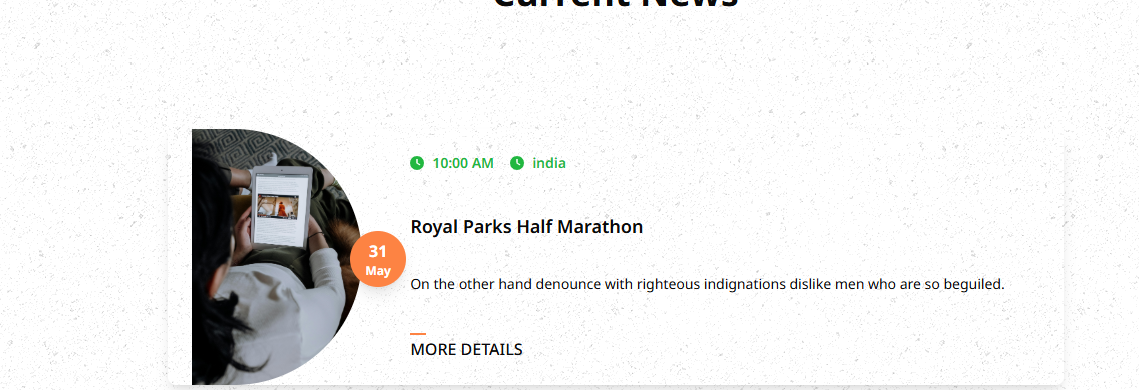 Current News
10:00 AM india
Royal Parks Half Marathon
31
May
On the other hand denounce with righteous indignations dislike men who are so beguiled.
MORE DETAILS